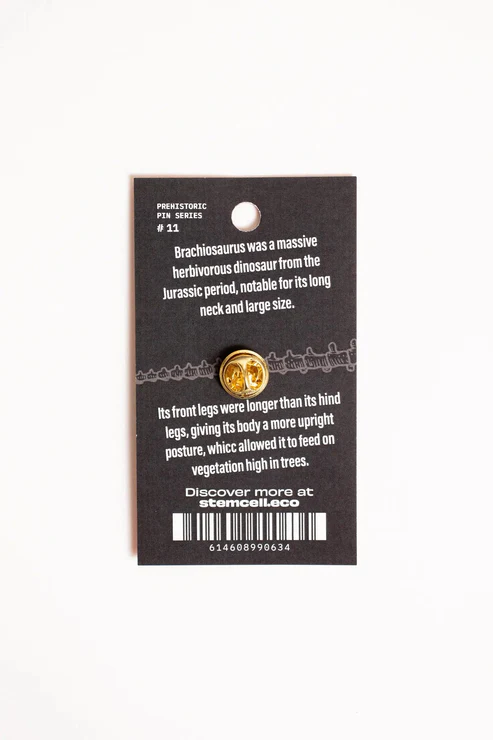 PREHISTORIC
PIN SERIES
# 11
Brachiosaurus was a massive
herbivorous dinosaur from the
Jurassic period, notable for its long
neck and large size.
Its front legs were longer than its hind
legs, giving its body a more upright
posture, whicc allowed it to feed on
vegetation high in trees.
Discover more at
stemcell.eco
614608990634